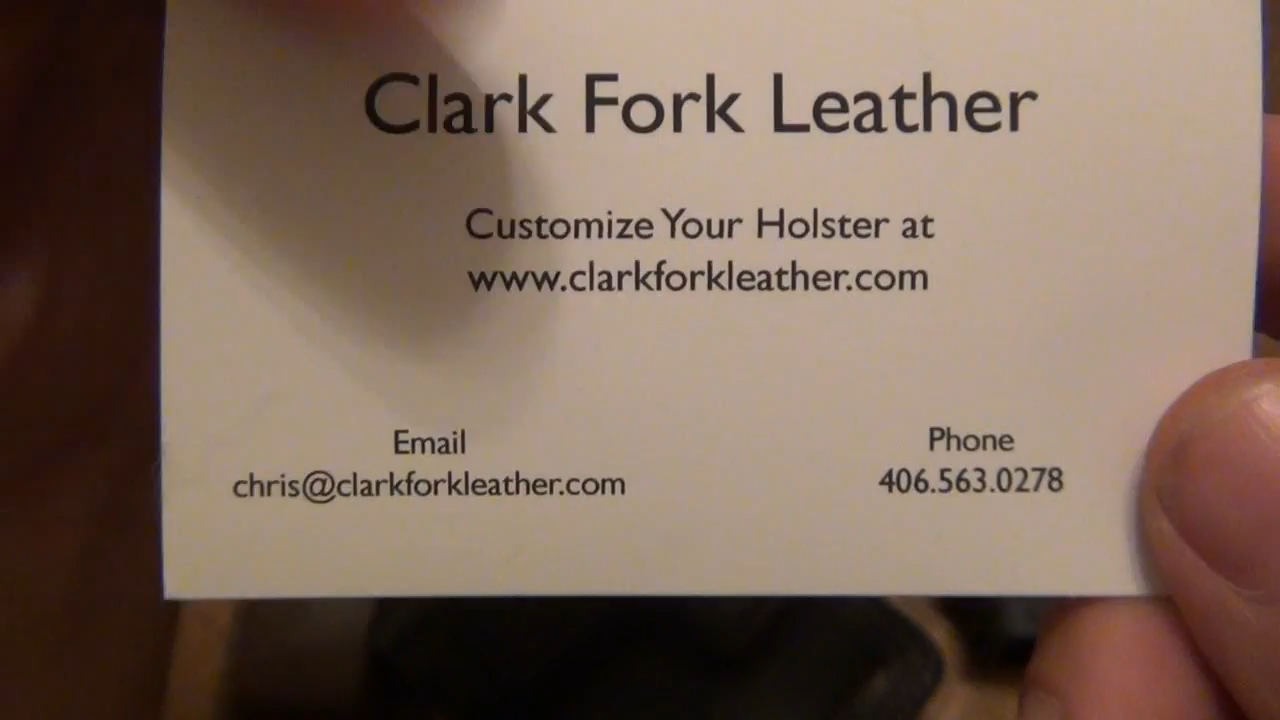 Clark Fork Leather
Customize Your Holster at
www.clarkforkleather.com
Email
chris@clarkforkleather.com
Phone
406.563.0278